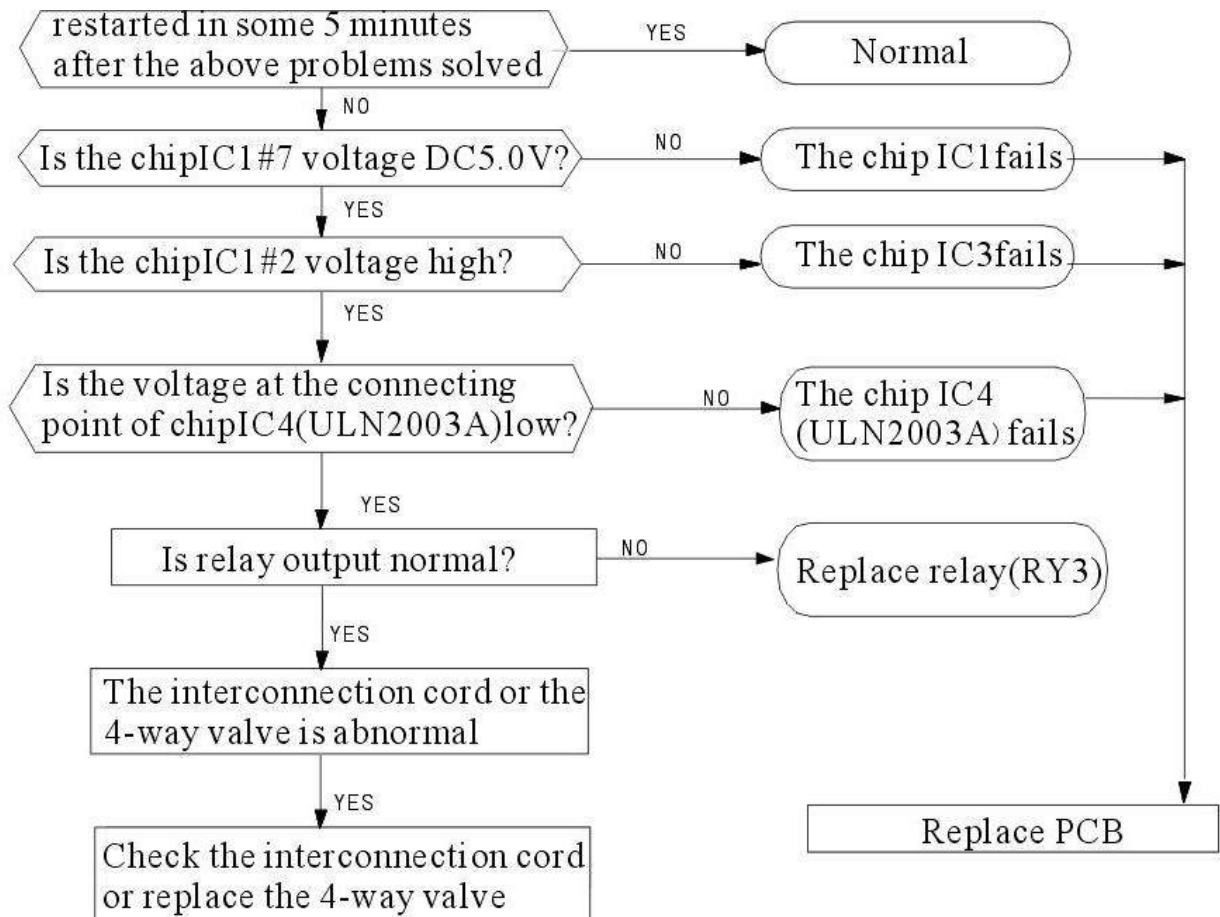 restarted in some 5 minutes
after the above problems solved
YES
Normal
NO
Is the chipIC1#7 voltage DC5.0V?
NO
The chip IC1fails
YES
Is the chipIC1#2 voltage high?
NO
The chip IC3fails
YES
Is the voltage at the connecting
point of chipIC4(ULN2003A)low?
NO
The chip IC4
(ULN2003A) fails
YES
Is relay output normal?
NO
Replace relay(RY3)
YES
The interconnection cord or the
4-way valve is abnormal
YES
Replace PCB
Check the interconnection cord
or replace the 4-way valve